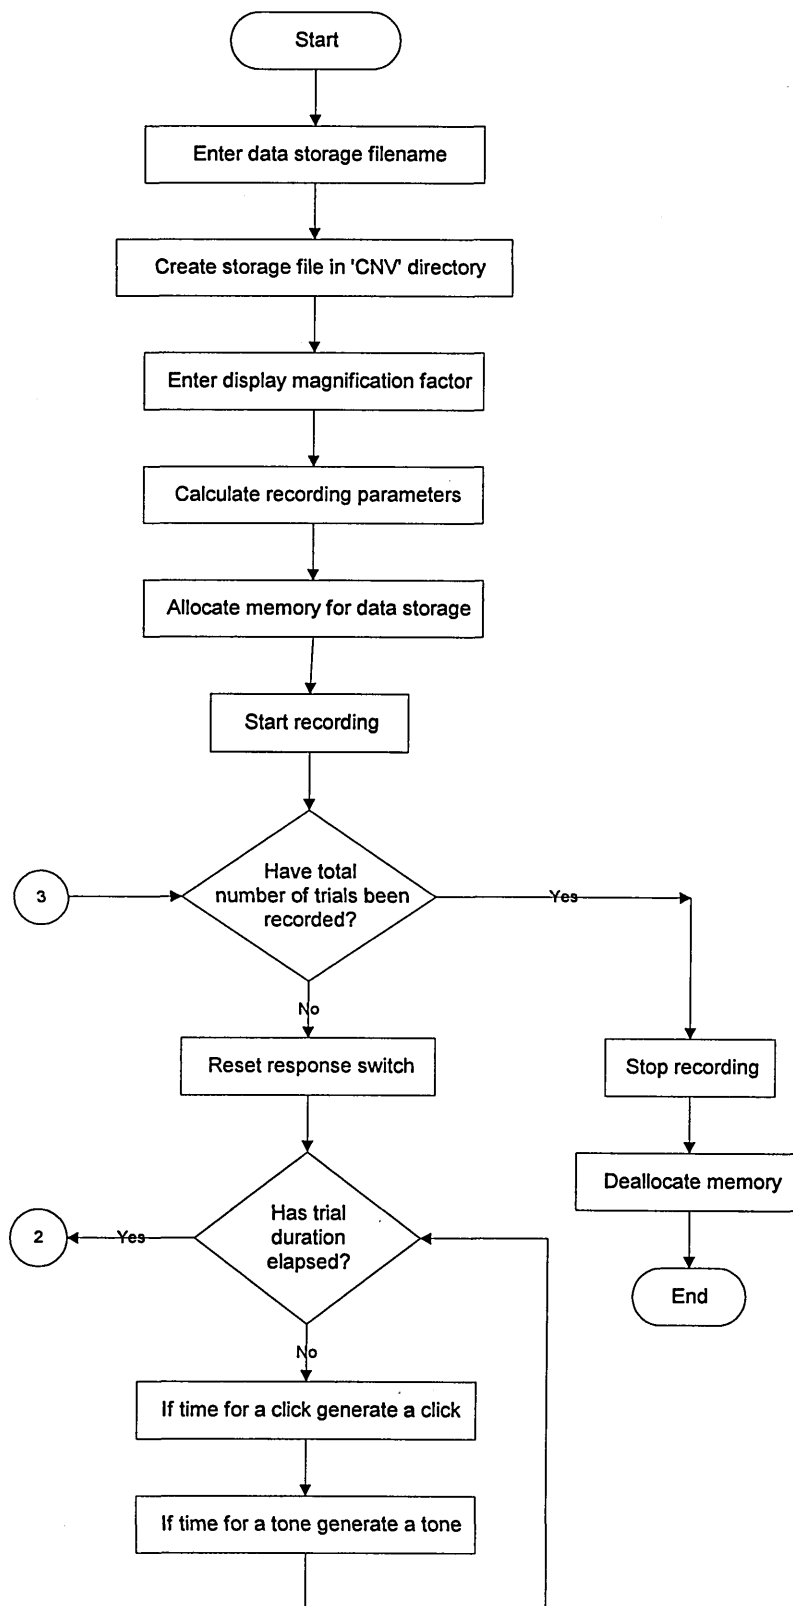 Start
Enter data storage filename
Create storage file in 'CNV' directory
Enter display magnification factor
Calculate recording parameters
Allocate memory for data storage
Start recording
Have total
number of trials been
recorded?
3
Yes
No
Reset response switch
Stop recording
Deallocate memory
Has trial
duration
elapsed?
2
Yes
End
No
If time for a click generate a click
If time for a tone generate a tone